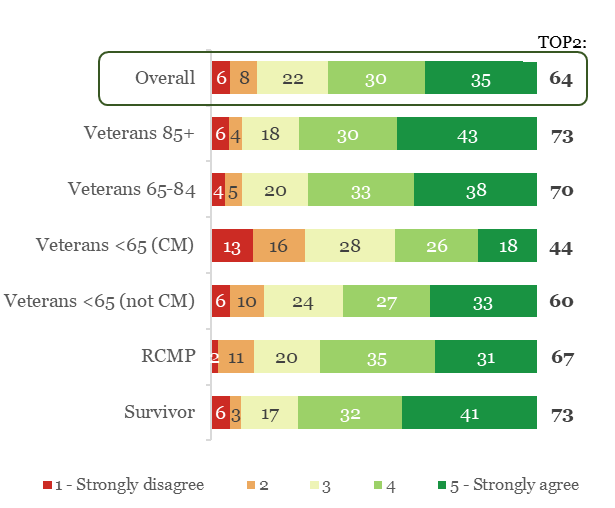 TOP2:
Overall 6 8 22 30 35 64
Veterans 85+ 6 4 18 30 43 73
Veterans 65-84 4 5 20 33 38 70
Veterans <65 (CM) 13 16 28 26 18 44
Veterans <65 (not CM) 6 10 24 27 33 60
RCMP 2 11 20 35 31 67
Survivor 6 3 17 32 41 73
1 - Strongly disagree 2 3 4 5 - Strongly agree